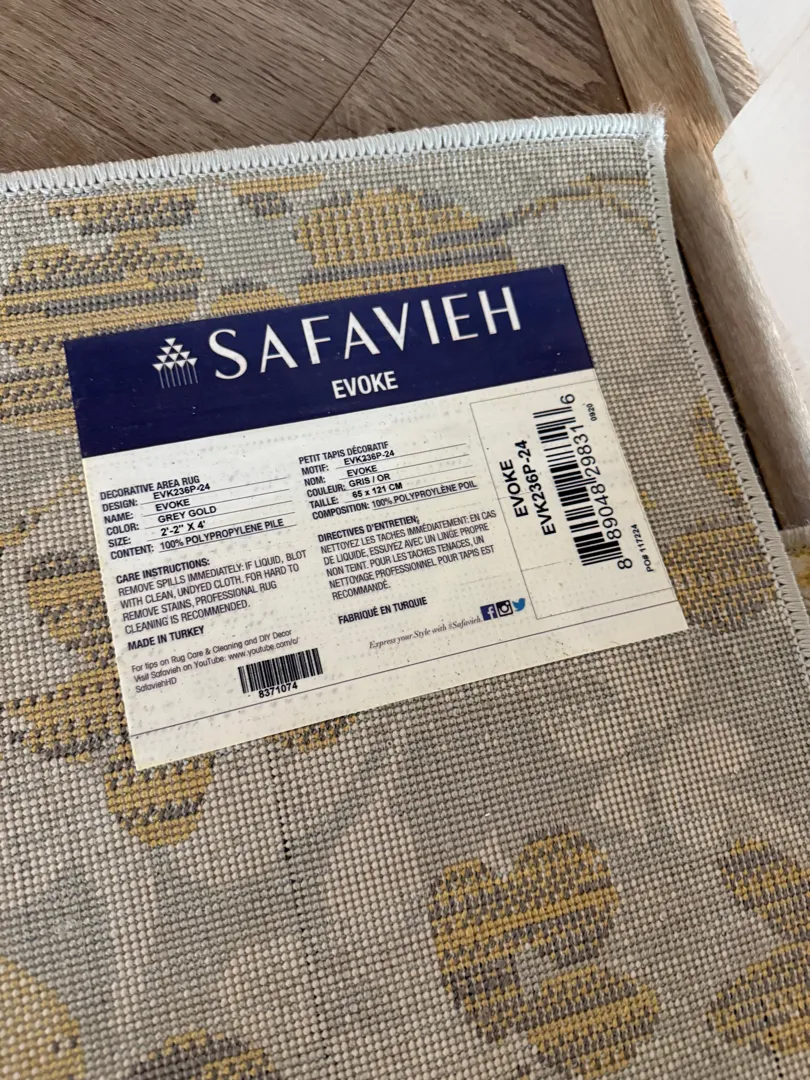 SAFAVIEH
EVOKE
DECORATIVE AREA RUG
DESIGN: EVK236P-24
NAME: EVOKE
COLOR: GREY GOLD
SIZE: 2'-2" X 4'
CONTENT: 100% POLYPROPYLENE PILE
CARE INSTRUCTIONS:
REMOVE SPILLS IMMEDIATELY: IF LIQUID, BLOT
WITH CLEAN, UNDYED CLOTH. FOR HARD TO
REMOVE STAINS, PROFESSIONAL RUG
CLEANING IS RECOMMENDED.
MADE IN TURKEY
For tips on Rug Care & Cleaning and DIY Decor
Visit Safavieh on YouTube: www.youtube.com/c/
SafaviehHD
8371074
PETIT TAPIS DÉCORATIF
MOTIF: EVK236P-24
NOM: EVOKE
COULEUR: GRIS / OR
TAILLE: 65 x 121 CM
COMPOSITION: 100% POLYPROYLÈNE POIL
DIRECTIVES D'ENTRETIEN:
NETTOYEZ LES TACHES IMMÉDIATEMENT: EN CAS
DE LIQUIDE, ESSUYEZ AVEC UN LINGE PROPRE
NON TEINT. POUR LES TACHES TENACES, UN
NETTOYAGE PROFESSIONNEL POUR TAPIS EST
RECOMMANDÉ.
FABRIQUÉ EN TURQUIE
Express your Style with #Safavieh
EVOKE
EVK236P-24
8 89048 29831 6
0920
PO# 117224